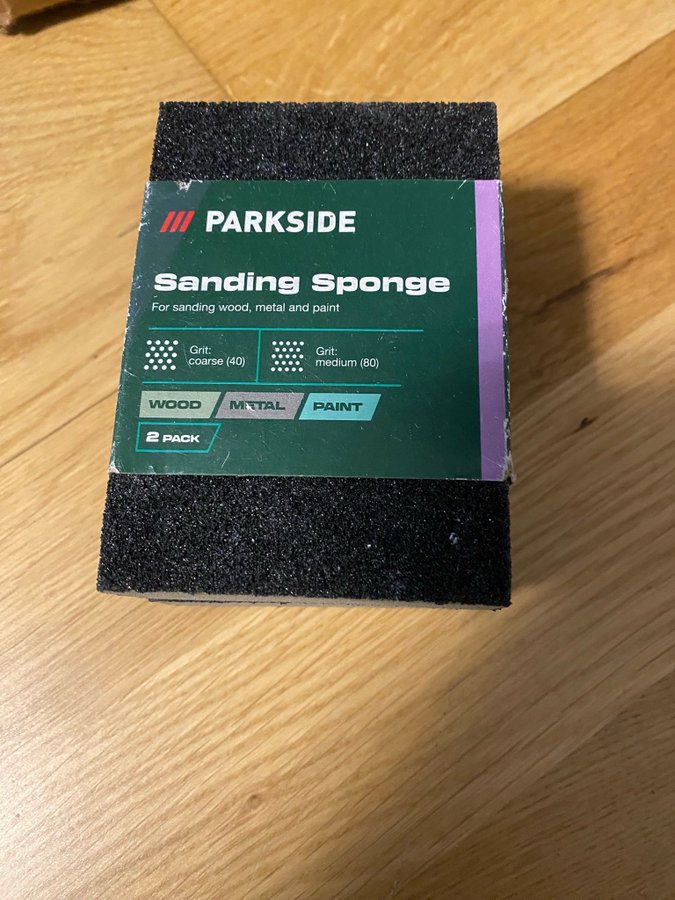 PARKSIDE
Sanding Sponge
For sanding wood, metal and paint
Grit:
coarse (40)
Grit:
medium (80)
WOOD METAL PAINT
2 PACK